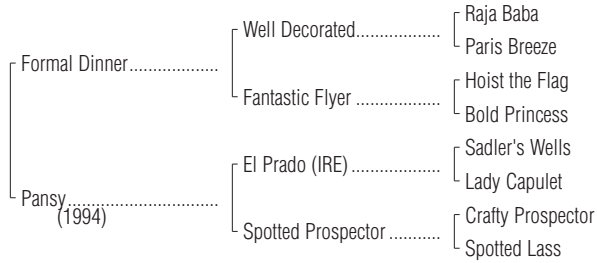 Raja Baba
Well Decorated..................
Paris Breeze
Formal Dinner...................
Hoist the Flag
Fantastic Flyer ..................
Bold Princess
Sadler's Wells
El Prado (IRE) ...................
Lady Capulet
Pansy................................
(1994)
Crafty Prospector
Spotted Prospector ...........
Spotted Lass